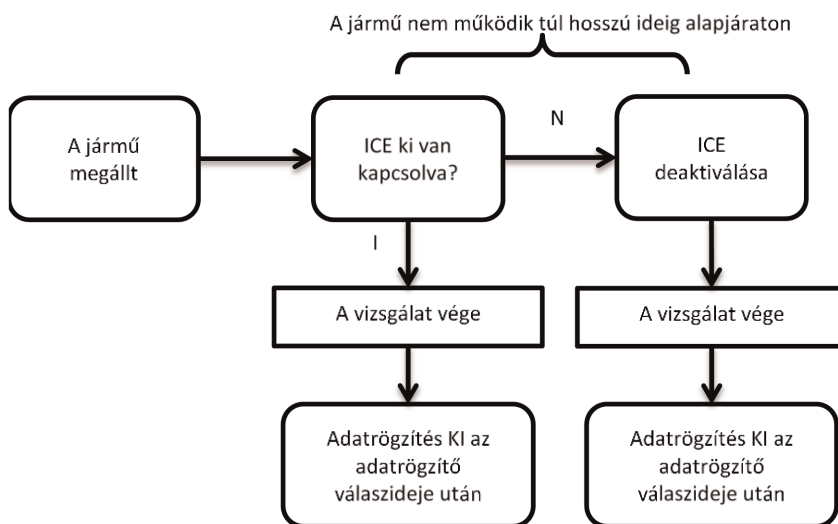 A jármű nem működik túl hosszú ideig alapjáraton
A jármű
megállt
ICE ki van
kapcsolva?
N
ICE
deaktiválása
I
A vizsgálat vége
A vizsgálat vége
Adatrögzítés KI az
adatrögzítő
válaszideje után
Adatrögzítés KI az
adatrögzítő
válaszideje után